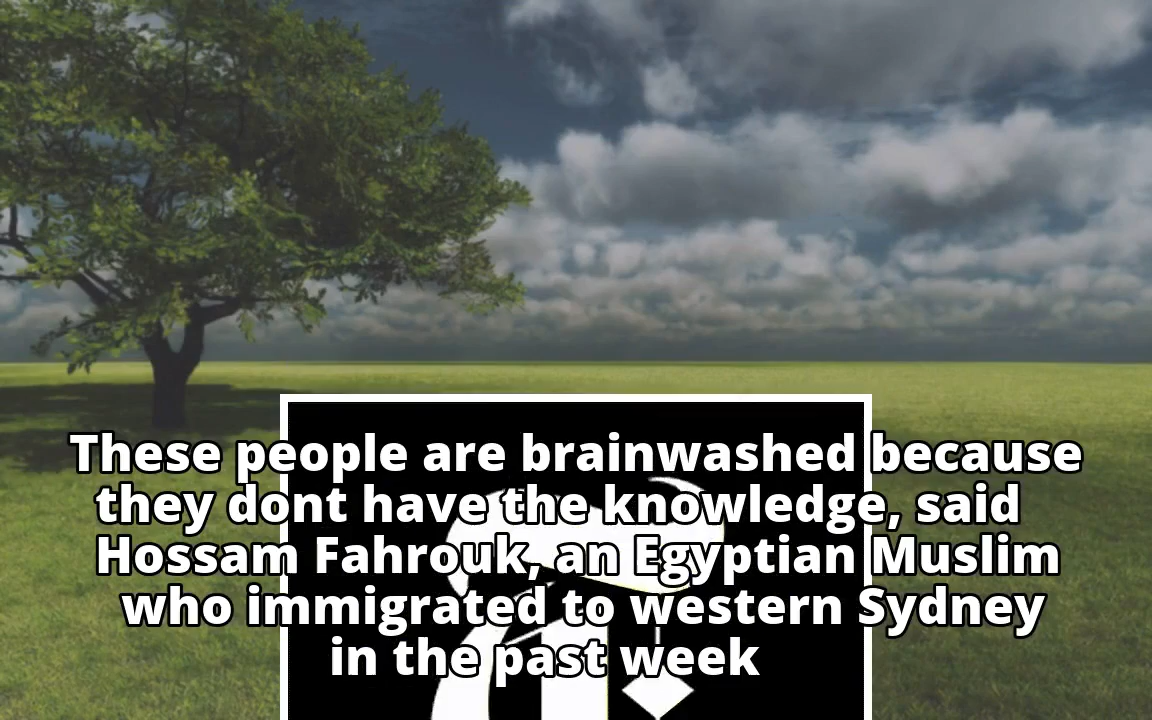 These people are brainwashed because
they dont have the knowledge, said
Hossam Fahrouk, an Egyptian Muslim
who immigrated to western Sydney
in the past week